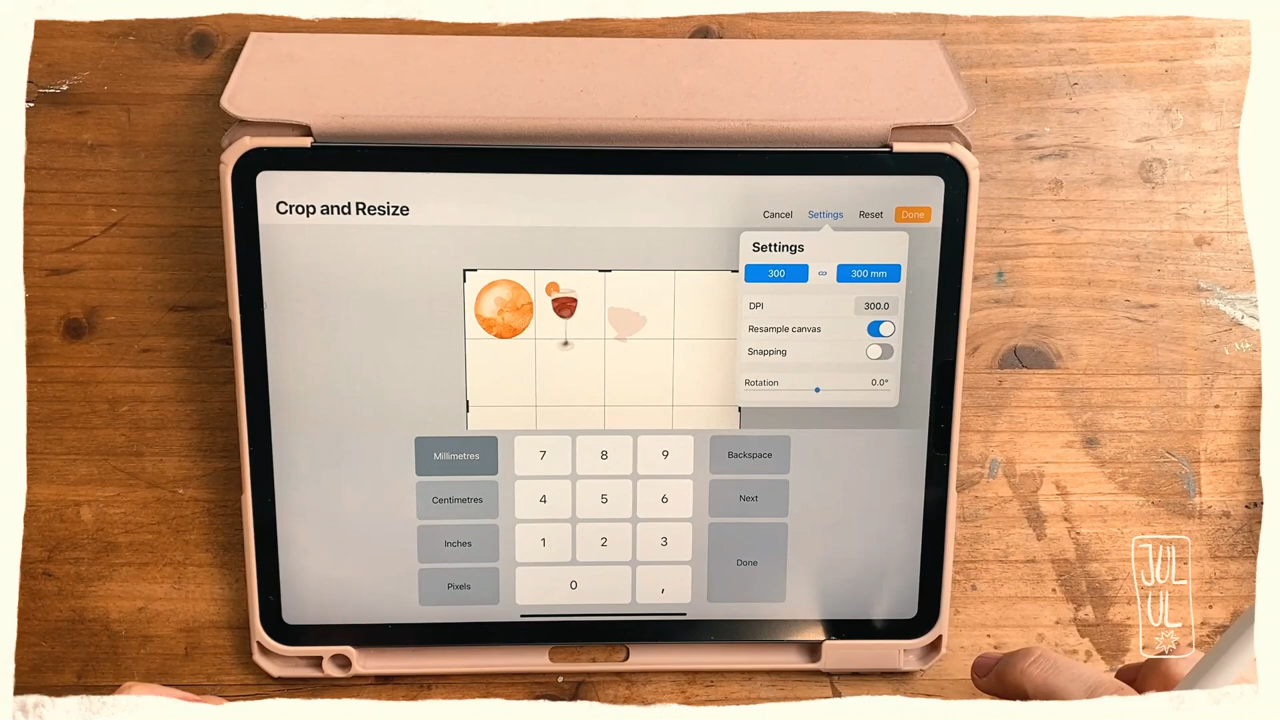 Crop and Resize
Cancel Settings Reset Done
Settings
300 300 mm
DPI 300.0
Resample canvas
Snapping
Rotation 0.0°
Millimetres 7 8 9 Backspace
Centimetres 4 5 6 Next
Inches 1 2 3 Done
Pixels 0 ,
JUL
UL